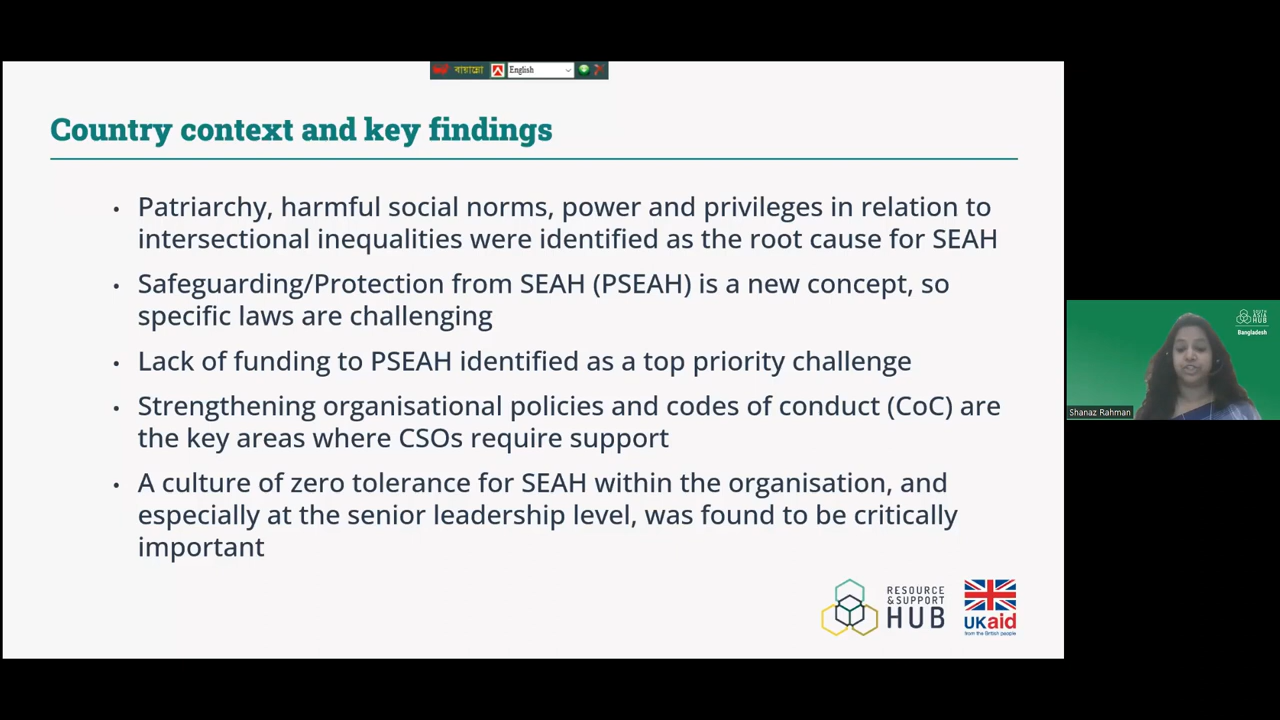 বায়ান্নো English
Country context and key findings
• Patriarchy, harmful social norms, power and privileges in relation to
intersectional inequalities were identified as the root cause for SEAH
• Safeguarding/Protection from SEAH (PSEAH) is a new concept, so
specific laws are challenging
• Lack of funding to PSEAH identified as a top priority challenge
• Strengthening organisational policies and codes of conduct (CoC) are
the key areas where CSOs require support
• A culture of zero tolerance for SEAH within the organisation, and
especially at the senior leadership level, was found to be critically
important
RESOURCE
& SUPPORT
HUB
UKaid
from the British people
HUB
Bangladesh
Shanaz Rahman